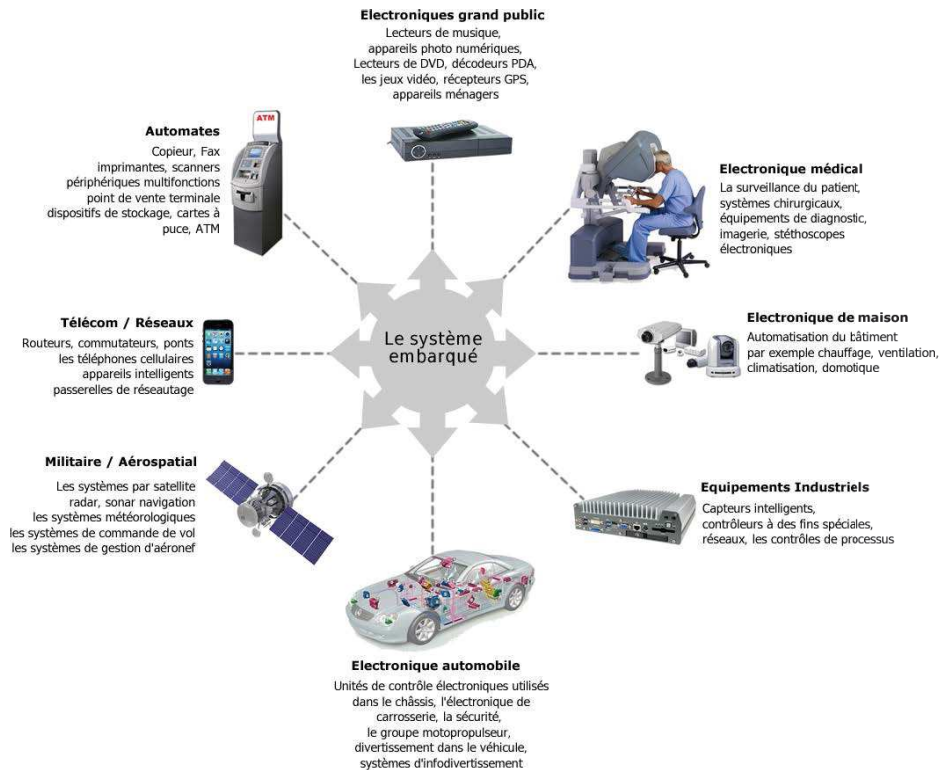 Electroniques grand public
Lecteurs de musique,
appareils photo numériques,
Lecteurs de DVD, décodeurs PDA,
les jeux vidéo, récepteurs GPS,
appareils ménagers
ATM
Automates
Copieur, Fax
imprimantes, scanners
périphériques multifonctions
point de vente terminale
dispositifs de stockage, cartes à
puce, ATM
Electronique médical
La surveillance du patient,
systèmes chirurgicaux,
équipements de diagnostic,
imagerie, stéthoscopes
électroniques
Télécom / Réseaux
Routeurs, commutateurs, ponts
les téléphones cellulaires
appareils intelligents
passerelles de réseautage
Le système
embarqué
Electronique de maison
Automatisation du bâtiment
par exemple chauffage, ventilation,
climatisation, domotique
Militaire / Aérospatial
Les systèmes par satellite
radar, sonar navigation
les systèmes météorologiques
les systèmes de commande de vol
les systèmes de gestion d'aéronef
Equipements Industriels
Capteurs intelligents,
contrôleurs à des fins spéciales,
réseaux, les contrôles de processus
Electronique automobile
Unités de contrôle électroniques utilisés
dans le châssis, l'électronique de
carrosserie, la sécurité,
le groupe motopropulseur,
divertissement dans le véhicule,
systèmes d'infodivertissement